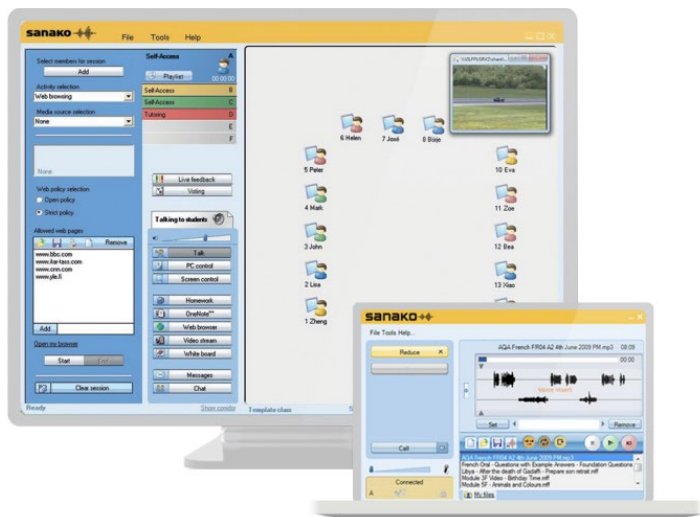 sanako
File Tools Help
Select members for session
Add
Activity selection
Web browsing
Media source selection
None
None
Web policy selection
Open policy
Strict policy
Allowed web pages
Remove
www.bbc.com
www.itar-tass.com
www.cnn.com
www.yle.fi
Add
Open my browser
Start End
Clear session
Ready
Self-Access A
Playlist
00:00:00
Self-Access B
Self-Access C
Tutoring D
E
F
Live feedback
Voting
Talking to students
Talk
PC control
Screen control
Homework
OneNote
Web browser
Video stream
White board
Messages
Chat
Show corridor
6 Helen
7 José
5 Peter
10 Eva
4 Mark
11 Zoe
3 John
12 Bea
2 Lisa
13 Xiao
1 Zheng
Template class
sanako
File Tools Help...
Reduce
Call
Connected
A
AQA French FR04 A2 4th June 2009 PM.mp3 08:09
00:00
Voice Insert
Set
Remove
AQA French FR04 A2 4th June 2009 PM.mp3
French Oral - Questions with Example Answers - Foundation Questions
Libya - After the death of Gadaffi - Prepare son retrait.mff
Module 3F Video - Birthday Time.mff
Module 5F - Animals and Colours.mff
My files